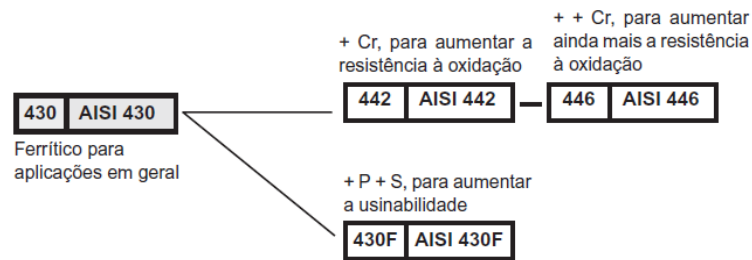 + Cr, para aumentar a
resistência à oxidação
442 AISI 442
+ + Cr, para aumentar
ainda mais a resistência
à oxidação
446 AISI 446
430 AISI 430
Ferrítico para
aplicações em geral
+ P + S, para aumentar
a usinabilidade
430F AISI 430F